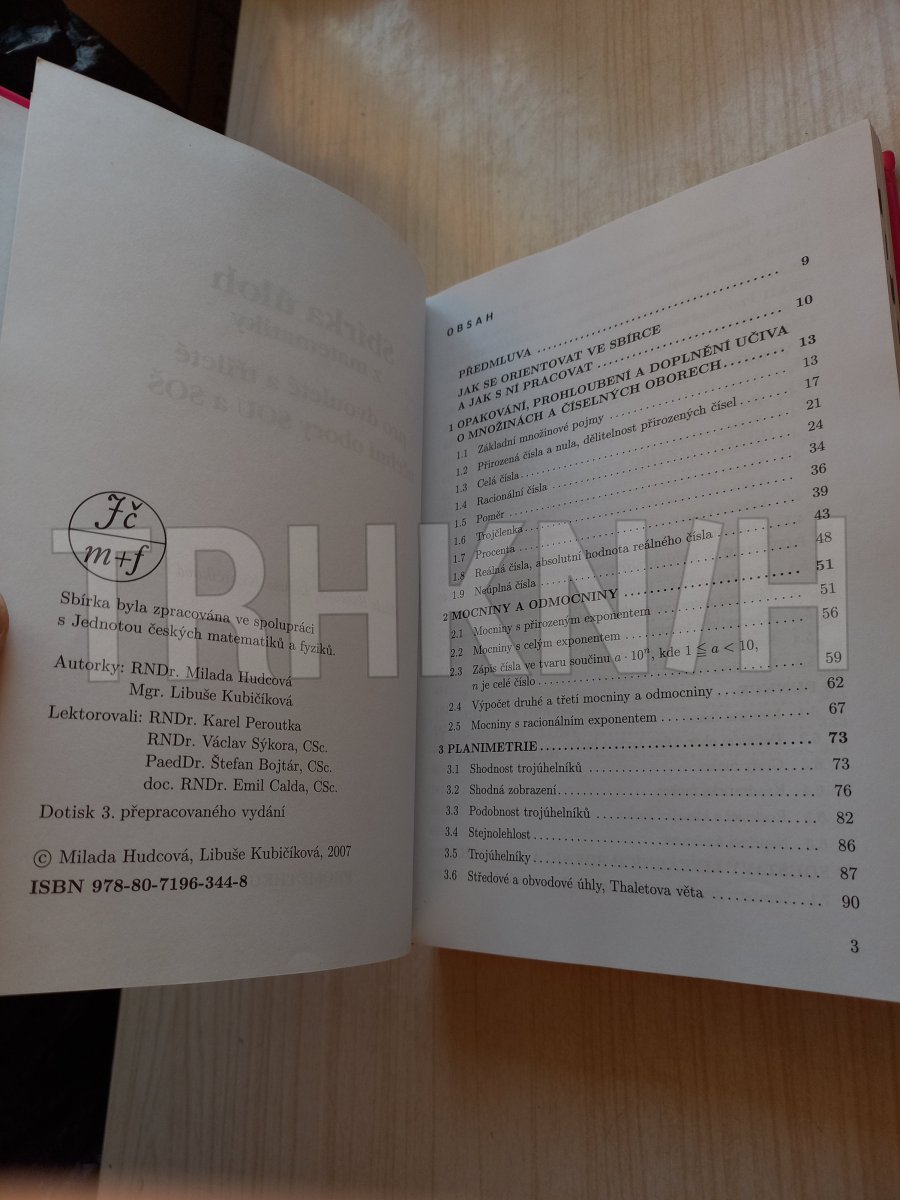 Jč
m+f
Sbírka byla zpracována ve spolupráci
s Jednotou českých matematiků a fyziků.
Autorky: RNDr. Milada Hudcová
Mgr. Libuše Kubičíková
Lektorovali: RNDr. Karel Peroutka
RNDr. Václav Sýkora, CSc.
PaedDr. Štefan Bojtár, CSc.
doc. RNDr. Emil Calda, CSc.
Dotisk 3. přepracovaného vydání
© Milada Hudcová, Libuše Kubičíková, 2007
ISBN 978-80-7196-344-8
OBSAH
PŘEDMLUVA 9
JAK SE ORIENTOVAT VE SBÍRCE
A JAK S NÍ PRACOVAT 10
1 OPAKOVÁNÍ, PROHLOUBENÍ A DOPLNĚNÍ UČIVA
O MNOŽINÁCH A ČÍSELNÝCH OBORECH 13
1.1 Základní množinové pojmy 13
1.2 Přirozená čísla a nula, dělitelnost přirozených čísel 17
1.3 Celá čísla 21
1.4 Racionální čísla 24
1.5 Poměr 34
1.6 Trojčlenka 36
1.7 Procenta 39
1.8 Reálná čísla, absolutní hodnota reálného čísla 43
1.9 Neúplná čísla 48
2 MOCNINY A ODMOCNINY 51
2.1 Mocniny s přirozeným exponentem 51
2.2 Mocniny s celým exponentem 56
2.3 Zápis čísla ve tvaru součinu a · 10ⁿ, kde 1 ≦ a < 10,
n je celé číslo 59
2.4 Výpočet druhé a třetí mocniny a odmocniny 62
2.5 Mocniny s racionálním exponentem 67
3 PLANIMETRIE 73
3.1 Shodnost trojúhelníků 73
3.2 Shodná zobrazení 76
3.3 Podobnost trojúhelníků 82
3.4 Stejnolehlost 86
3.5 Trojúhelníky 87
3.6 Středové a obvodové úhly, Thaletova věta 90
3
TRHKNIH